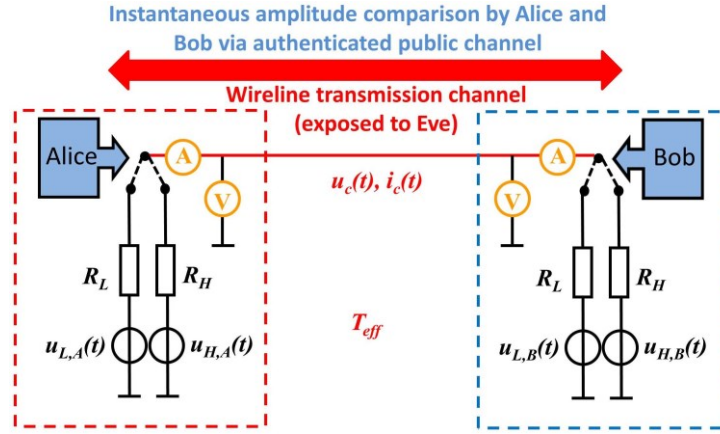 Instantaneous amplitude comparison by Alice and
Bob via authenticated public channel
Wireline transmission channel
(exposed to Eve)
Alice
A
A
Bob
V
u_c(t), i_c(t)
V
R_L
R_H
R_L
R_H
T_eff
u_L,A(t)
u_H,A(t)
u_L,B(t)
u_H,B(t)